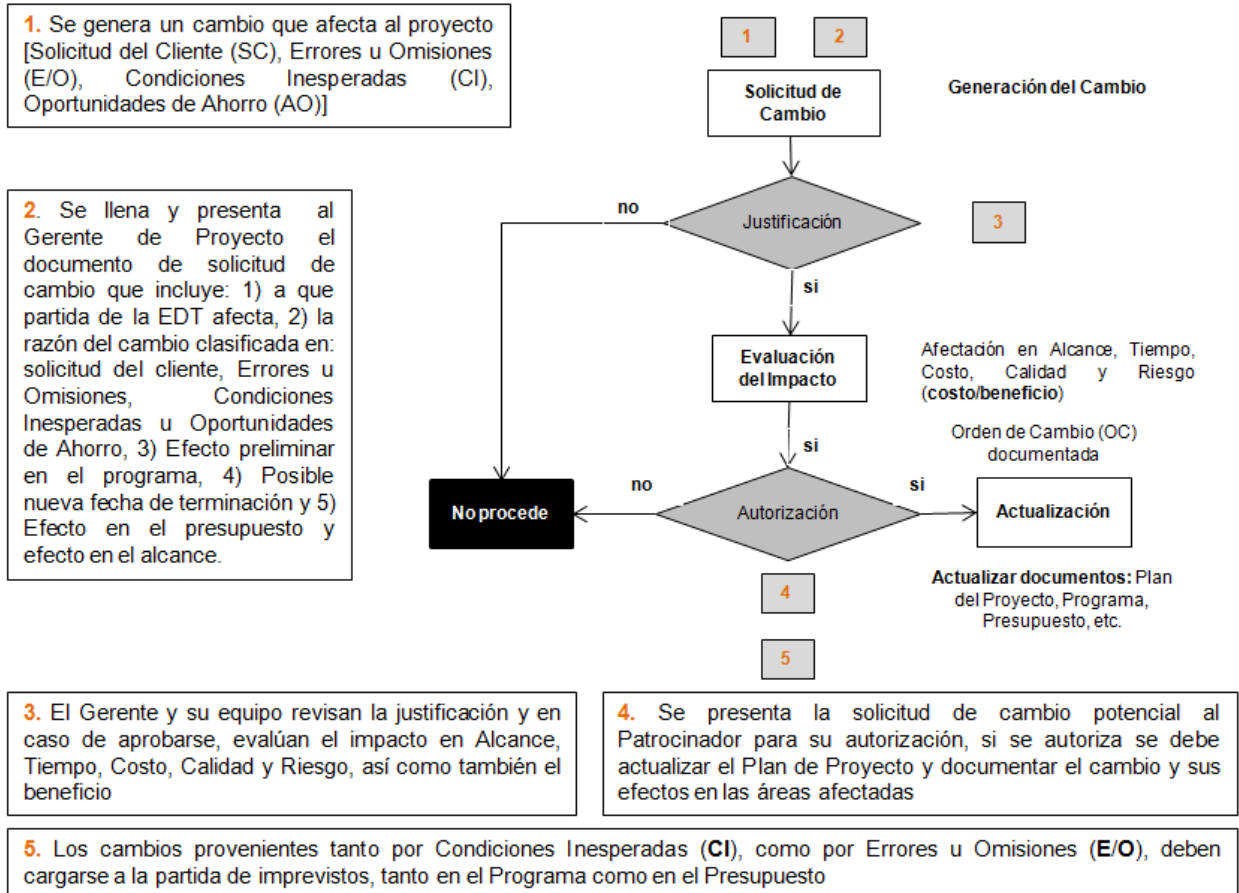 1. Se genera un cambio que afecta al proyecto
[Solicitud del Cliente (SC), Errores u Omisiones
(E/O), Condiciones Inesperadas (CI),
Oportunidades de Ahorro (AO)]
1 2
Solicitud de
Cambio
Generación del Cambio
2. Se llena y presenta al
Gerente de Proyecto el
documento de solicitud de
cambio que incluye: 1) a que
partida de la EDT afecta, 2) la
razón del cambio clasificada en:
solicitud del cliente, Errores u
Omisiones, Condiciones
Inesperadas u Oportunidades
de Ahorro, 3) Efecto preliminar
en el programa, 4) Posible
nueva fecha de terminación y 5)
Efecto en el presupuesto y
efecto en el alcance.
no
Justificación
3
si
Evaluación
del Impacto
Afectación en Alcance, Tiempo,
Costo, Calidad y Riesgo
(costo/beneficio)
si
Orden de Cambio (OC)
documentada
No procede
no
Autorización
si
Actualización
4
Actualizar documentos: Plan
del Proyecto, Programa,
Presupuesto, etc.
5
3. El Gerente y su equipo revisan la justificación y en
caso de aprobarse, evalúan el impacto en Alcance,
Tiempo, Costo, Calidad y Riesgo, así como también el
beneficio
4. Se presenta la solicitud de cambio potencial al
Patrocinador para su autorización, si se autoriza se debe
actualizar el Plan de Proyecto y documentar el cambio y sus
efectos en las áreas afectadas
5. Los cambios provenientes tanto por Condiciones Inesperadas (CI), como por Errores u Omisiones (E/O), deben
cargarse a la partida de imprevistos, tanto en el Programa como en el Presupuesto